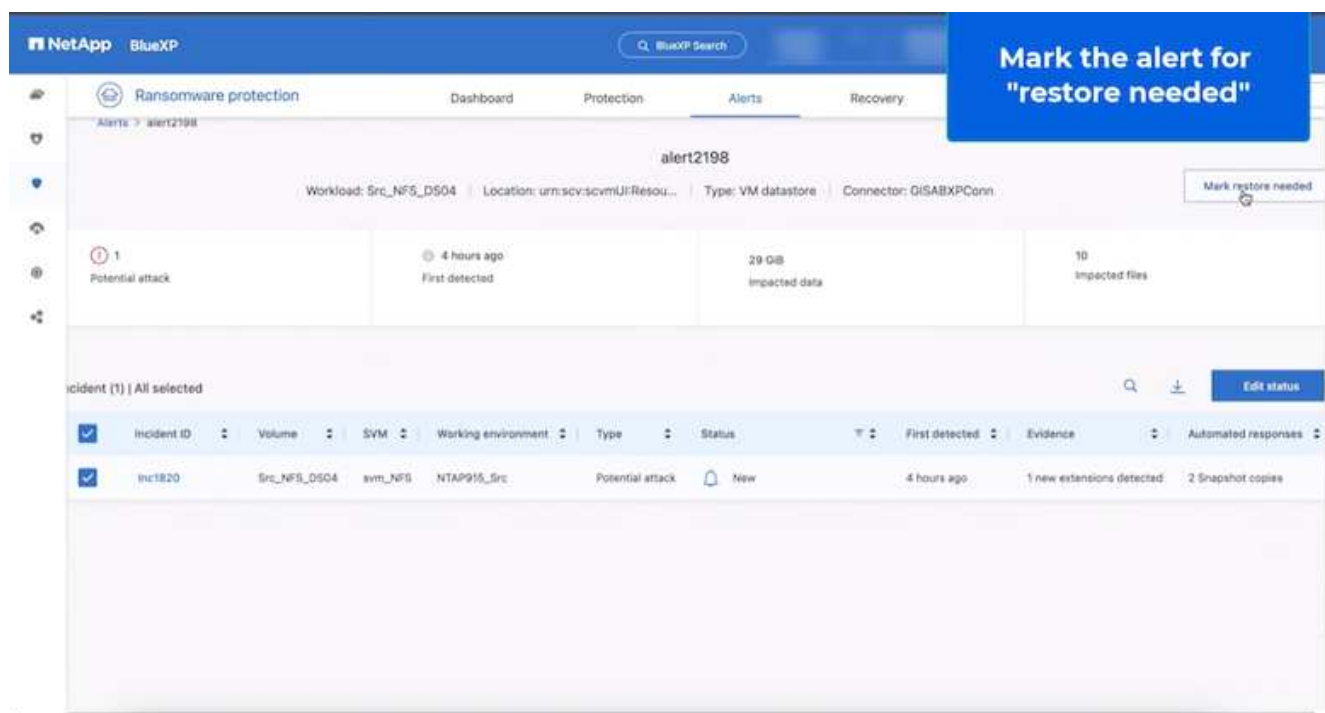 NetApp BlueXP
BlueXP Search
Mark the alert for
"restore needed"
Ransomware protection
Dashboard Protection Alerts Recovery
Alerts > alert2198
alert2198
Workload: Src_NFS_DS04 | Location: urn:scv:scvmUI:Resou... | Type: VM datastore | Connector: GISABXPConn
Mark restore needed
1
Potential attack
4 hours ago
First detected
29 GiB
Impacted data
10
Impacted files
cident (1) | All selected
Edit status
Incident ID Volume SVM Working environment Type Status First detected Evidence Automated responses
Inc1820 Src_NFS_DS04 svm_NFS NTAP915_Src Potential attack New 4 hours ago 1 new extensions detected 2 Snapshot copies